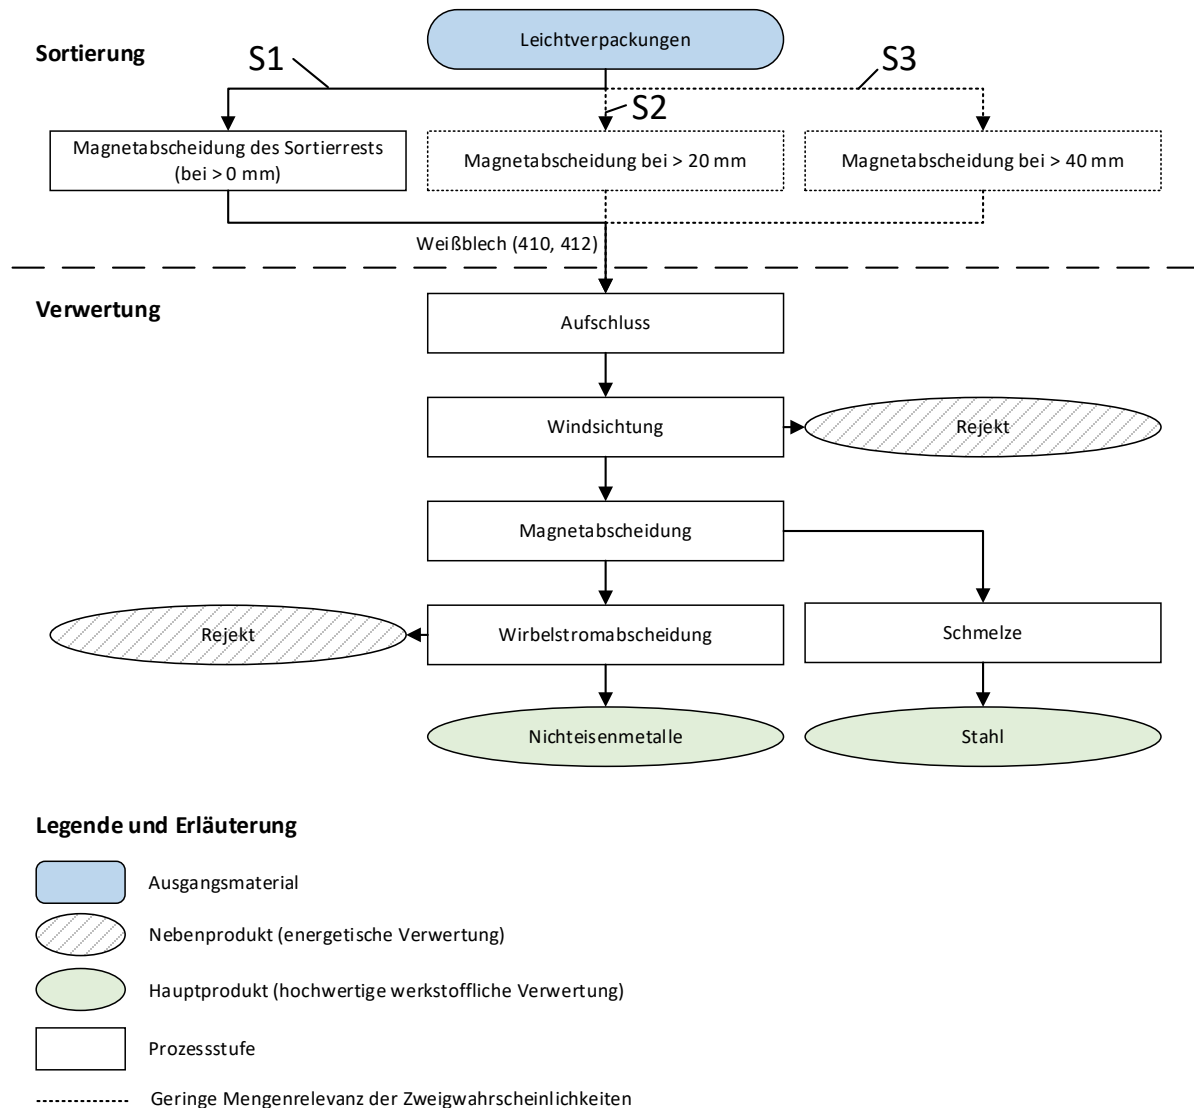 Leichtverpackungen
Sortierung
S1
S3
S2
Magnetabscheidung des Sortierrests
(bei > 0 mm)
Magnetabscheidung bei > 20 mm
Magnetabscheidung bei > 40 mm
Weißblech (410, 412)
Verwertung
Aufschluss
Windsichtung
Rejekt
Magnetabscheidung
Rejekt
Wirbelstromabscheidung
Schmelze
Nichteisenmetalle
Stahl
Legende und Erläuterung
Ausgangsmaterial
Nebenprodukt (energetische Verwertung)
Hauptprodukt (hochwertige werkstoffliche Verwertung)
Prozessstufe
Geringe Mengenrelevanz der Zweigwahrscheinlichkeiten